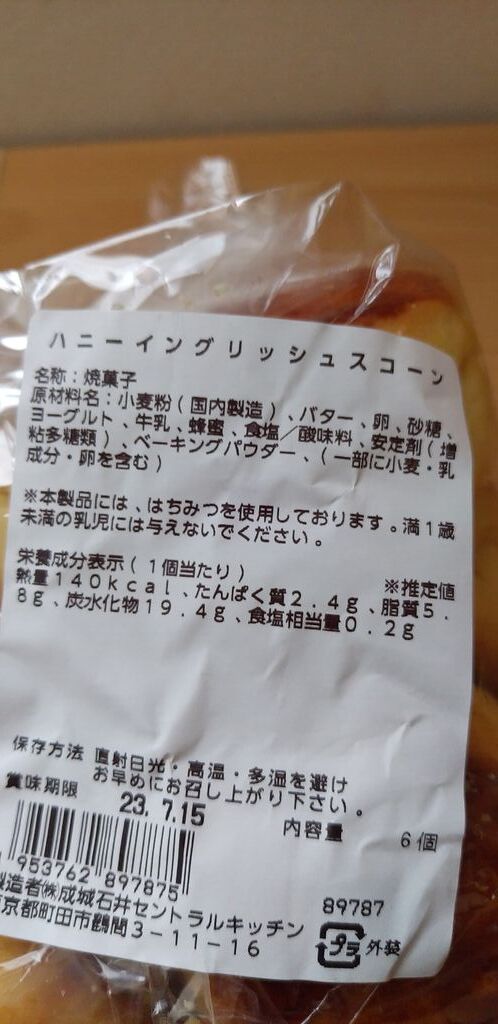 ハニーイングリッシュスコーン
名称：焼菓子
原材料名：小麦粉（国内製造）、バター、卵、砂糖、
ヨーグルト、牛乳、蜂蜜、食塩／酸味料、安定剤（増
粘多糖類）、ベーキングパウダー、（一部に小麦・乳
成分・卵を含む）
※本製品には、はちみつを使用しております。満1歳
未満の乳児には与えないでください。
栄養成分表示（1個当たり） ※推定値
熱量140kcal、たんぱく質2.4g、脂質5.
8g、炭水化物19.4g、食塩相当量0.2g
保存方法 直射日光・高温・多湿を避け
お早めにお召し上がり下さい。
賞味期限 23.7.15
内容量 6個
953762 897875
製造者㈱成城石井セントラルキッチン
京都町田市鶴間3-11-16
89787
プラ 外装